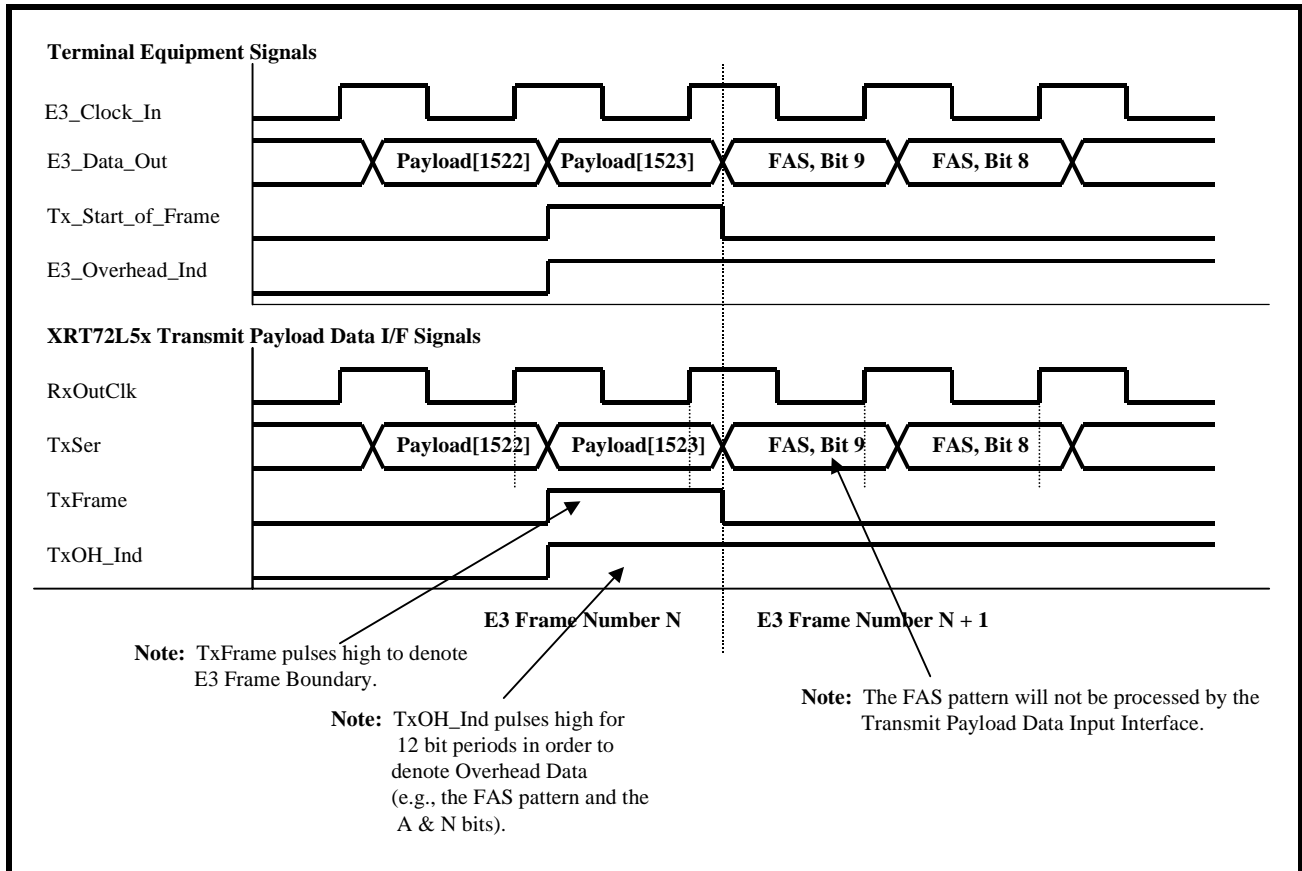 Terminal Equipment Signals
E3_Clock_In
E3_Data_Out
Payload[1522] Payload[1523] FAS, Bit 9 FAS, Bit 8
Tx_Start_of_Frame
E3_Overhead_Ind
XRT72L5x Transmit Payload Data I/F Signals
RxOutClk
TxSer
Payload[1522] Payload[1523] FAS, Bit 9 FAS, Bit 8
TxFrame
TxOH_Ind
E3 Frame Number N E3 Frame Number N + 1
Note: TxFrame pulses high to denote
E3 Frame Boundary.
Note: TxOH_Ind pulses high for
12 bit periods in order to
denote Overhead Data
(e.g., the FAS pattern and the
A & N bits).
Note: The FAS pattern will not be processed by the
Transmit Payload Data Input Interface.